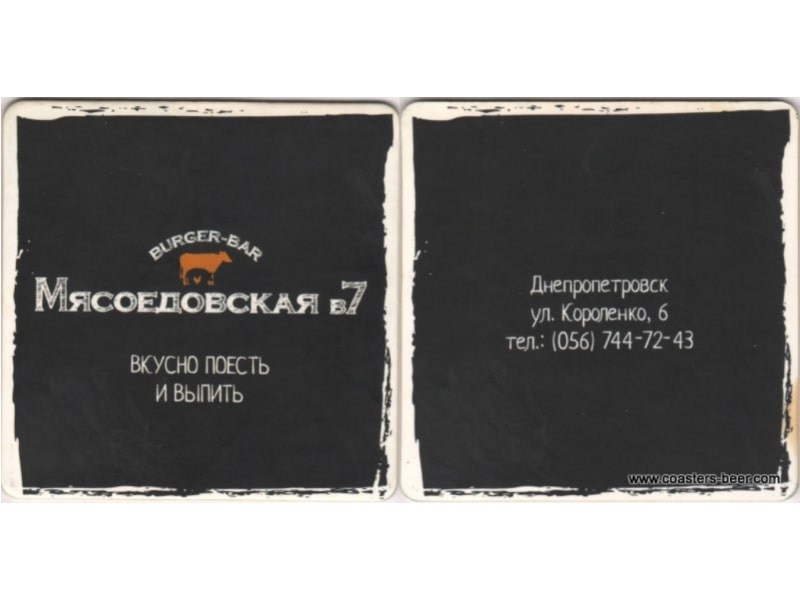 BURGER-BAR
МЯСОЕДОВСКАЯ В7
ВКУСНО ПОЕСТЬ
И ВЫПИТЬ
Днепропетровск
ул. Короленко, 6
тел.: (056) 744-72-43
www.coasters-beer.com